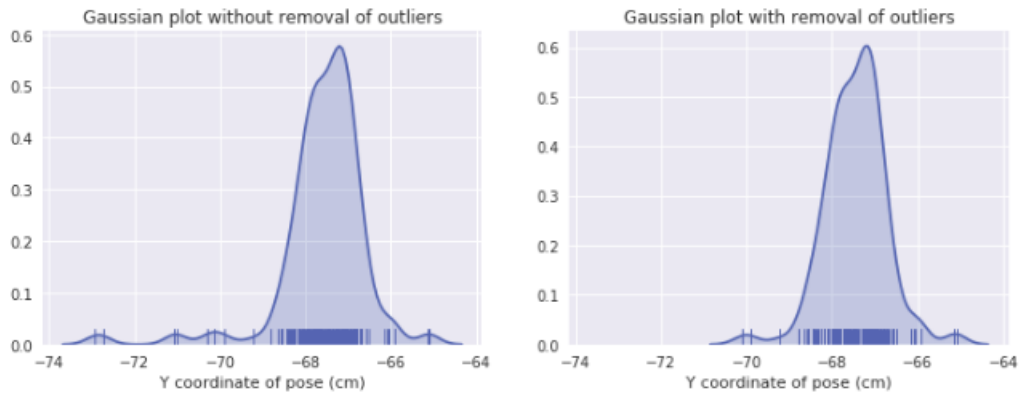 Gaussian plot without removal of outliers
0.6
0.5
0.4
0.3
0.2
0.1
0.0
−74 −72 −70 −68 −66 −64
Y coordinate of pose (cm)
Gaussian plot with removal of outliers
0.6
0.5
0.4
0.3
0.2
0.1
0.0
−74 −72 −70 −68 −66 −64
Y coordinate of pose (cm)